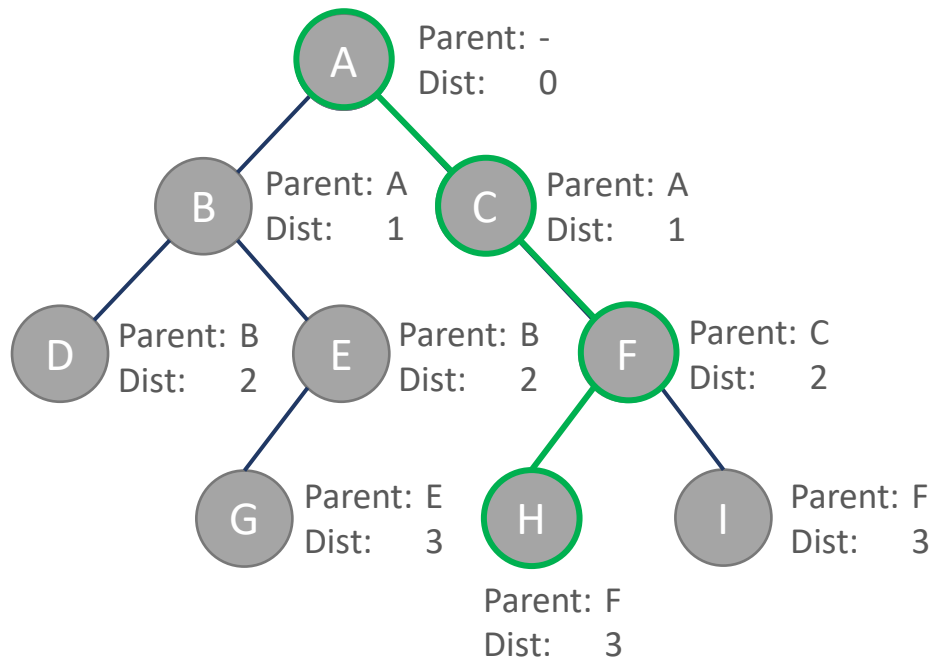 A
Parent: -
Dist: 0
B
Parent: A
Dist: 1
C
Parent: A
Dist: 1
D
Parent: B
Dist: 2
E
Parent: B
Dist: 2
F
Parent: C
Dist: 2
G
Parent: E
Dist: 3
H
Parent: F
Dist: 3
I
Parent: F
Dist: 3